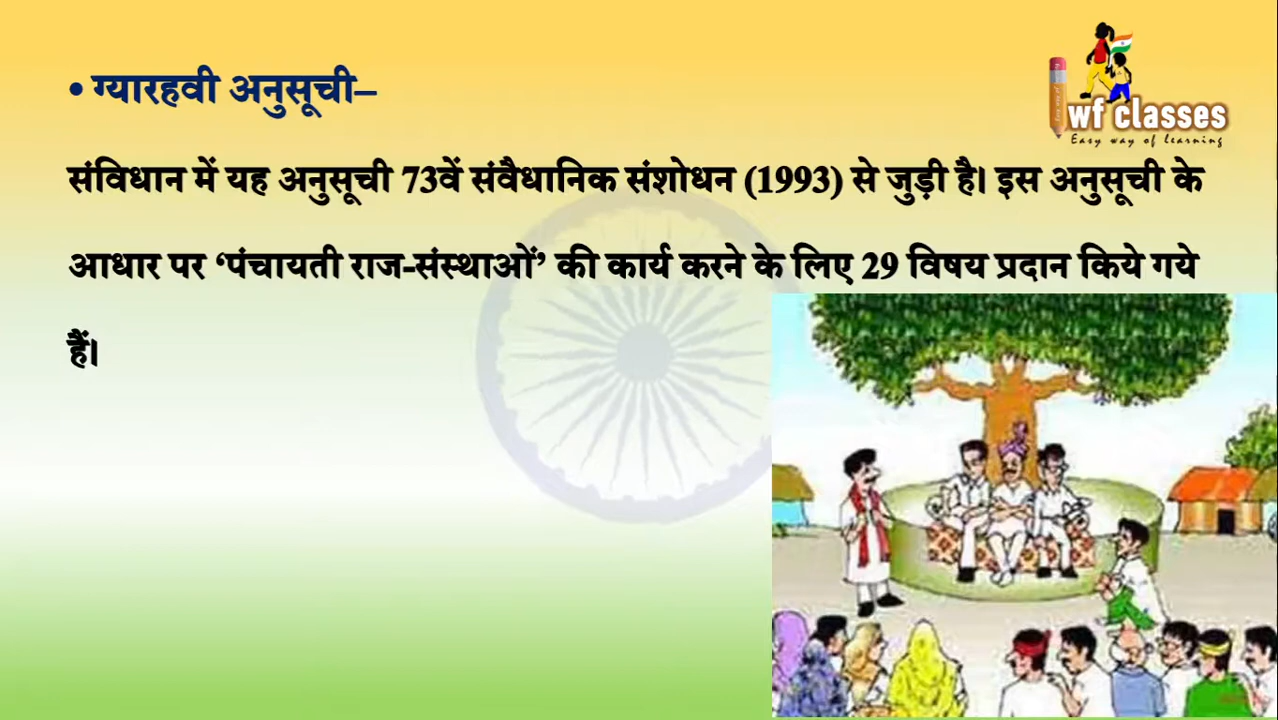 • ग्यारहवी अनुसूची–
wf classes
Easy way of learning
संविधान में यह अनुसूची 73वें संवैधानिक संशोधन (1993) से जुड़ी है। इस अनुसूची के
आधार पर ‘पंचायती राज-संस्थाओं’ की कार्य करने के लिए 29 विषय प्रदान किये गये
हैं।